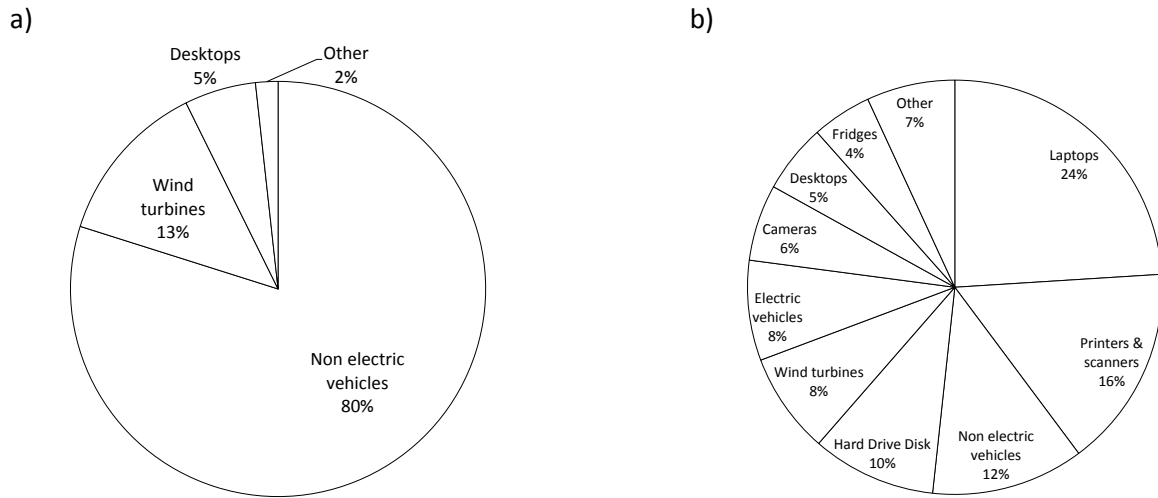 a)
Desktops
5%
Other
2%
Wind
turbines
13%
Non electric
vehicles
80%
b)
Other
7%
Laptops
24%
Fridges
4%
Desktops
5%
Cameras
6%
Electric
vehicles
8%
Printers &
scanners
16%
Wind turbines
8%
Hard Drive Disk
10%
Non electric
vehicles
12%